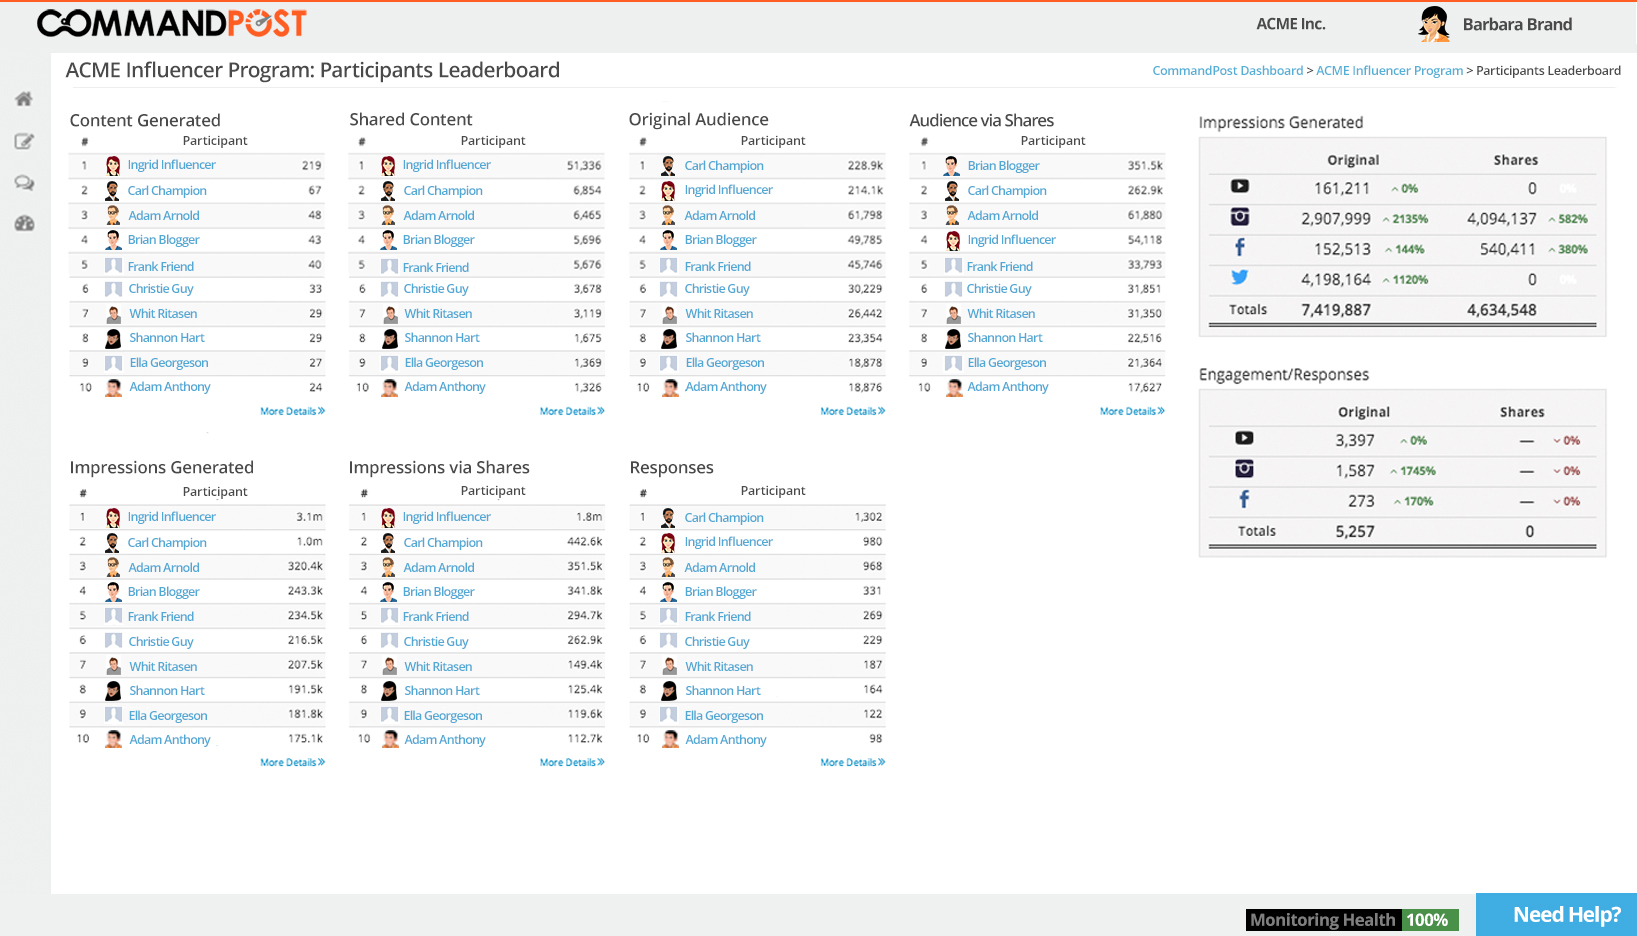 COMMANDPOST
ACME Inc.
Barbara Brand
ACME Influencer Program: Participants Leaderboard
CommandPost Dashboard > ACME Influencer Program > Participants Leaderboard
Content Generated
# Participant
1 Ingrid Influencer 219
2 Carl Champion 67
3 Adam Arnold 48
4 Brian Blogger 43
5 Frank Friend 40
6 Christie Guy 33
7 Whit Ritasen 29
8 Shannon Hart 29
9 Ella Georgeson 27
10 Adam Anthony 24
More Details»
Shared Content
# Participant
1 Ingrid Influencer 51,336
2 Carl Champion 6,854
3 Adam Arnold 6,465
4 Brian Blogger 5,696
5 Frank Friend 5,676
6 Christie Guy 3,678
7 Whit Ritasen 3,119
8 Shannon Hart 1,675
9 Ella Georgeson 1,369
10 Adam Anthony 1,326
More Details»
Original Audience
# Participant
1 Carl Champion 228.9k
2 Ingrid Influencer 214.1k
3 Adam Arnold 61,798
4 Brian Blogger 49,785
5 Frank Friend 45,746
6 Christie Guy 30,229
7 Whit Ritasen 26,442
8 Shannon Hart 23,354
9 Ella Georgeson 18,878
10 Adam Anthony 18,876
More Details»
Audience via Shares
# Participant
1 Brian Blogger 351.5k
2 Carl Champion 262.9k
3 Adam Arnold 61,880
4 Ingrid Influencer 54,118
5 Frank Friend 33,793
6 Christie Guy 31,851
7 Whit Ritasen 31,350
8 Shannon Hart 22,516
9 Ella Georgeson 21,364
10 Adam Anthony 17,627
More Details»
Impressions Generated
Original Shares
161,211 0% 0 0%
2,907,999 2135% 4,094,137 582%
152,513 144% 540,411 380%
4,198,164 1120% 0 0%
Totals 7,419,887 4,634,548
Engagement/Responses
Original Shares
3,397 0% — 0%
1,587 1745% — 0%
273 170% — 0%
Totals 5,257 0
Impressions Generated
# Participant
1 Ingrid Influencer 3.1m
2 Carl Champion 1.0m
3 Adam Arnold 320.4k
4 Brian Blogger 243.3k
5 Frank Friend 234.5k
6 Christie Guy 216.5k
7 Whit Ritasen 207.5k
8 Shannon Hart 191.5k
9 Ella Georgeson 181.8k
10 Adam Anthony 175.1k
More Details»
Impressions via Shares
# Participant
1 Ingrid Influencer 1.8m
2 Carl Champion 442.6k
3 Adam Arnold 351.5k
4 Brian Blogger 341.8k
5 Frank Friend 294.7k
6 Christie Guy 262.9k
7 Whit Ritasen 149.4k
8 Shannon Hart 125.4k
9 Ella Georgeson 119.6k
10 Adam Anthony 112.7k
More Details»
Responses
# Participant
1 Carl Champion 1,302
2 Ingrid Influencer 980
3 Adam Arnold 968
4 Brian Blogger 331
5 Frank Friend 269
6 Christie Guy 229
7 Whit Ritasen 187
8 Shannon Hart 164
9 Ella Georgeson 122
10 Adam Anthony 98
More Details»
Monitoring Health 100%
Need Help?